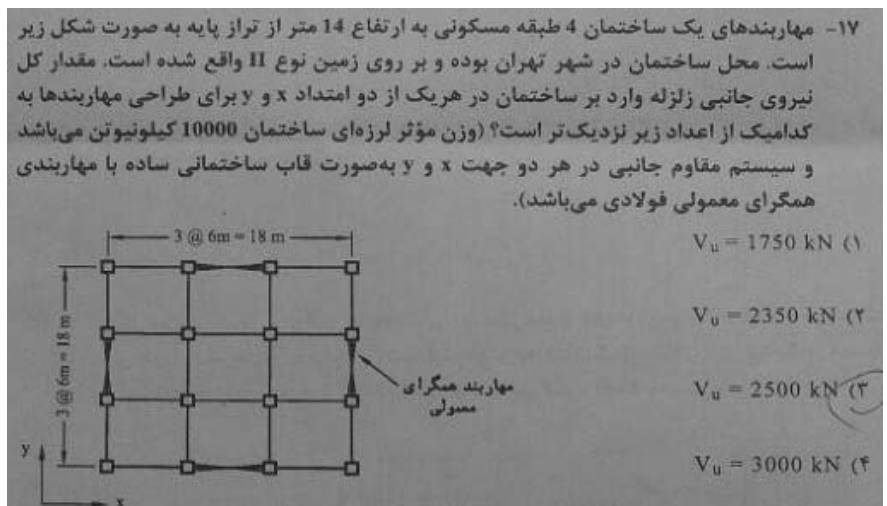 ۱۷- مهاربندهای یک ساختمان 4 طبقه مسکونی به ارتفاع 14 متر از تراز پایه به صورت شکل زیر
است. محل ساختمان در شهر تهران بوده و بر روی زمین نوع II واقع شده است. مقدار کل
نیروی جانبی زلزله وارد بر ساختمان در هریک از دو امتداد x و y برای طراحی مهاربندها به
کدامیک از اعداد زیر نزدیک‌تر است؟ (وزن مؤثر لرزه‌ای ساختمان 10000 کیلونیوتن می‌باشد
و سیستم مقاوم جانبی در هر دو جهت x و y به‌صورت قاب ساختمانی ساده با مهاربندی
همگرای معمولی فولادی می‌باشد).
3 @ 6m = 18 m
3 @ 6m = 18 m
مهاربند همگرای
معمولی
y
x
Vu = 1750 kN (۱
Vu = 2350 kN (۲
Vu = 2500 kN (۳
Vu = 3000 kN (۴